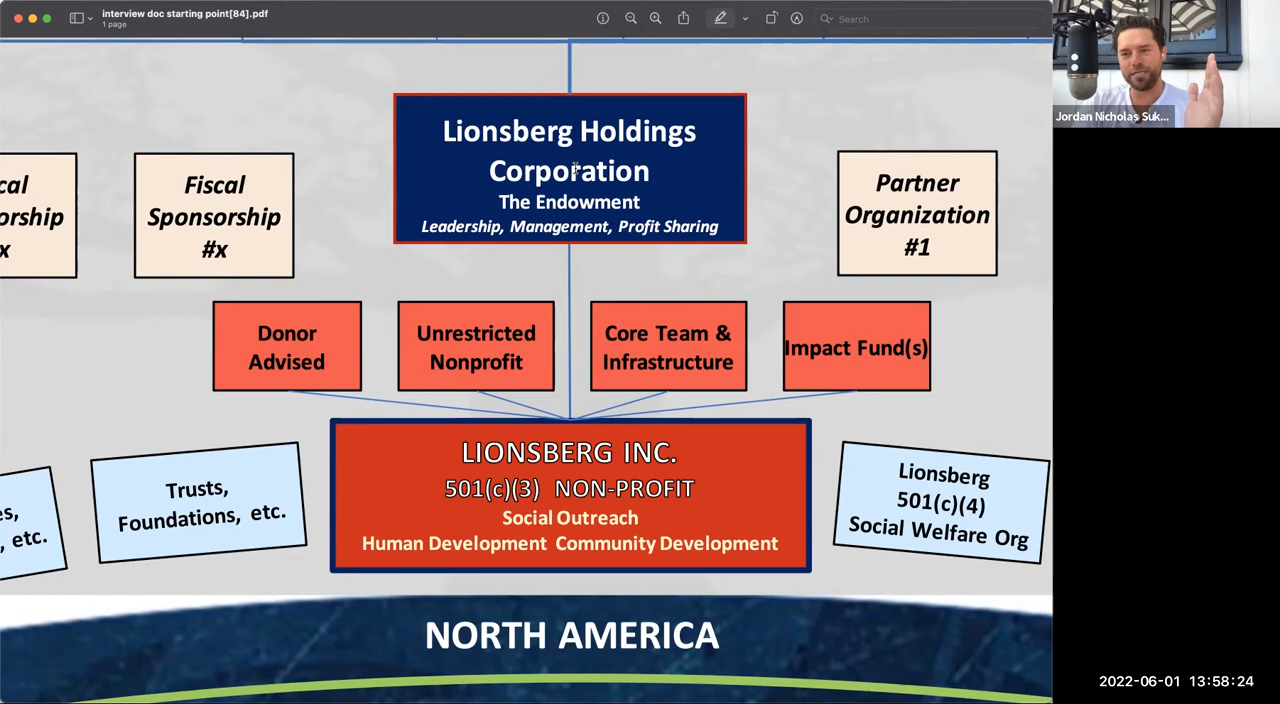 interview doc starting point[84].pdf
1 page
Search
Jordan Nicholas Suk...
Lionsberg Holdings
Corporation
The Endowment
Leadership, Management, Profit Sharing
Fiscal
Sponsorship
#x
Partner
Organization
#1
Donor
Advised
Unrestricted
Nonprofit
Core Team &
Infrastructure
Impact Fund(s)
LIONSBERG INC.
501(c)(3) NON-PROFIT
Social Outreach
Human Development Community Development
etc.
Trusts,
Foundations, etc.
Lionsberg
501(c)(4)
Social Welfare Org
NORTH AMERICA
2022-06-01 13:58:24